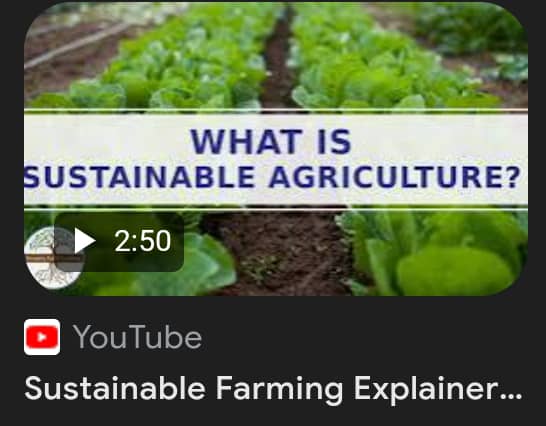 WHAT IS
SUSTAINABLE AGRICULTURE?
2:50
YouTube
Sustainable Farming Explainer...